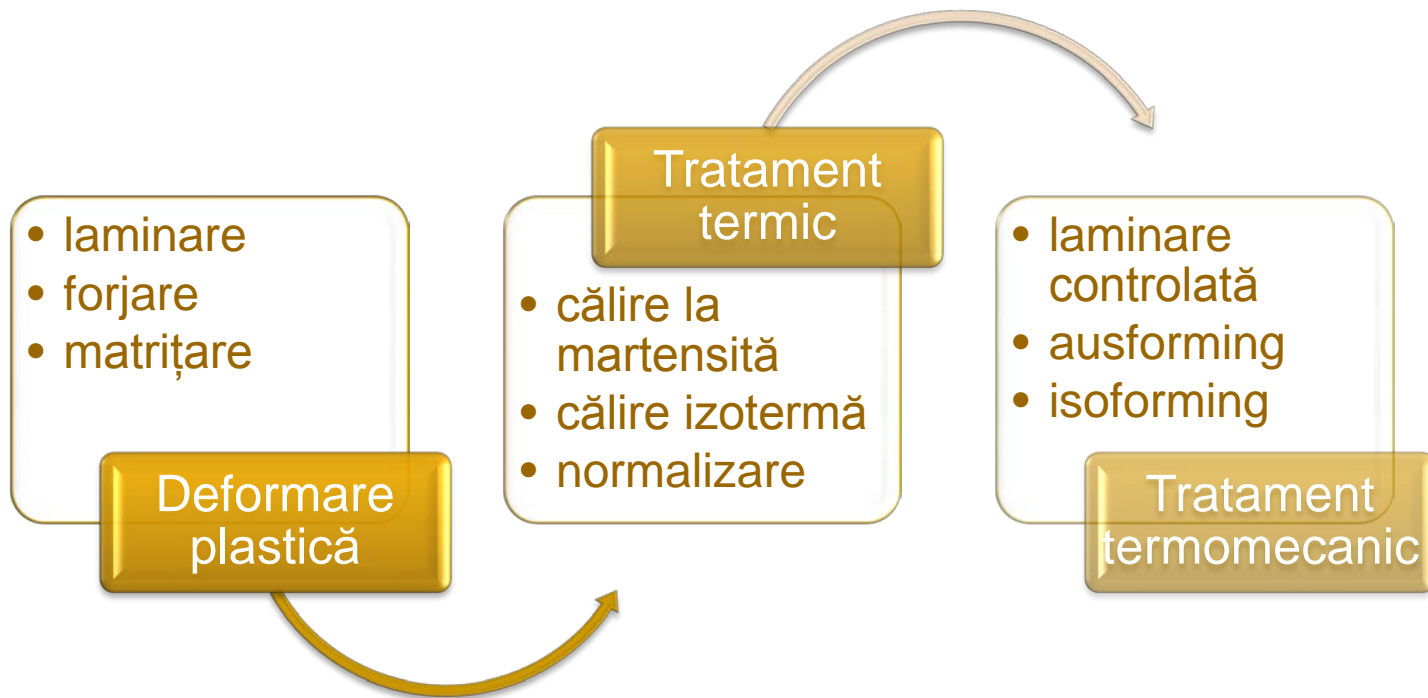 • laminare
• forjare
• matrițare
Deformare
plastică
Tratament
termic
• călire la
martensită
• călire izotermă
• normalizare
• laminare
controlată
• ausforming
• isoforming
Tratament
termomecanic